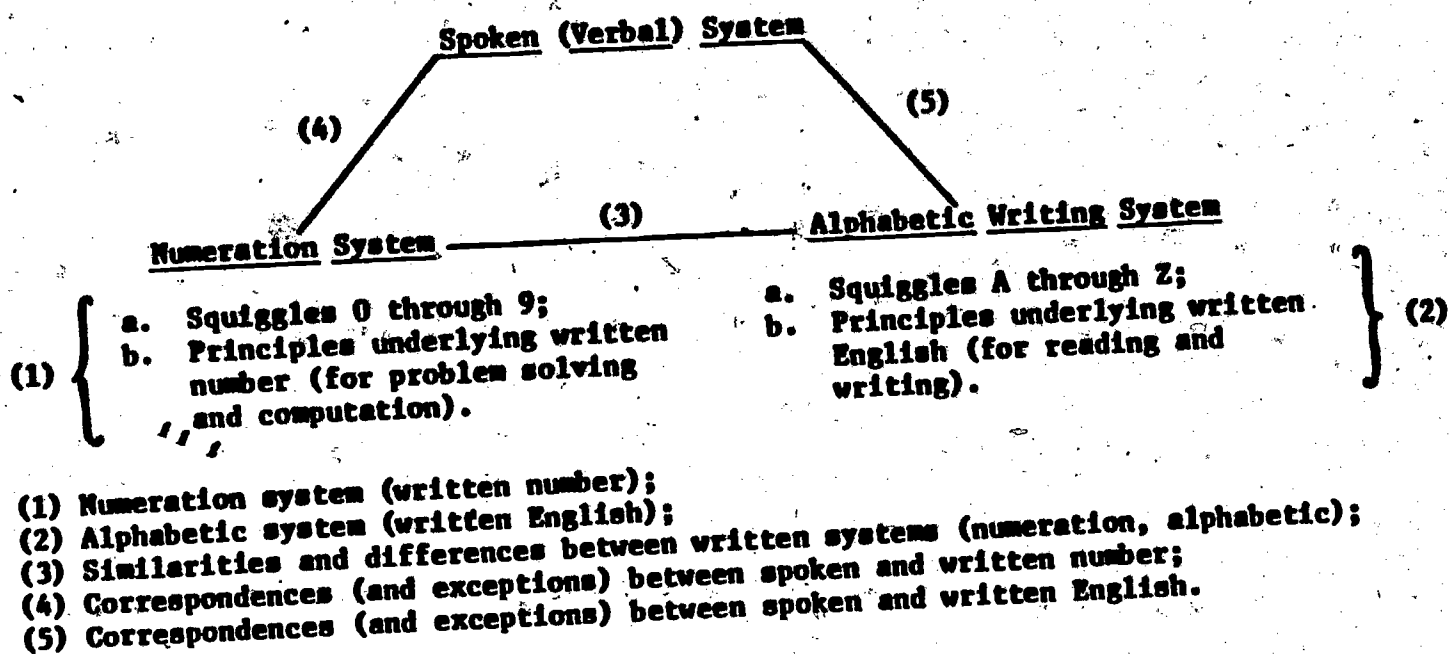 Spoken (Verbal) System
(4)
(5)
(3)
Numeration System
Alphabetic Writing System
(1)
a. Squiggles 0 through 9;
b. Principles underlying written
number (for problem solving
and computation).
a. Squiggles A through Z;
b. Principles underlying written
English (for reading and
writing).
(2)
(1) Numeration system (written number);
(2) Alphabetic system (written English);
(3) Similarities and differences between written systems (numeration, alphabetic);
(4) Correspondences (and exceptions) between spoken and written number;
(5) Correspondences (and exceptions) between spoken and written English.